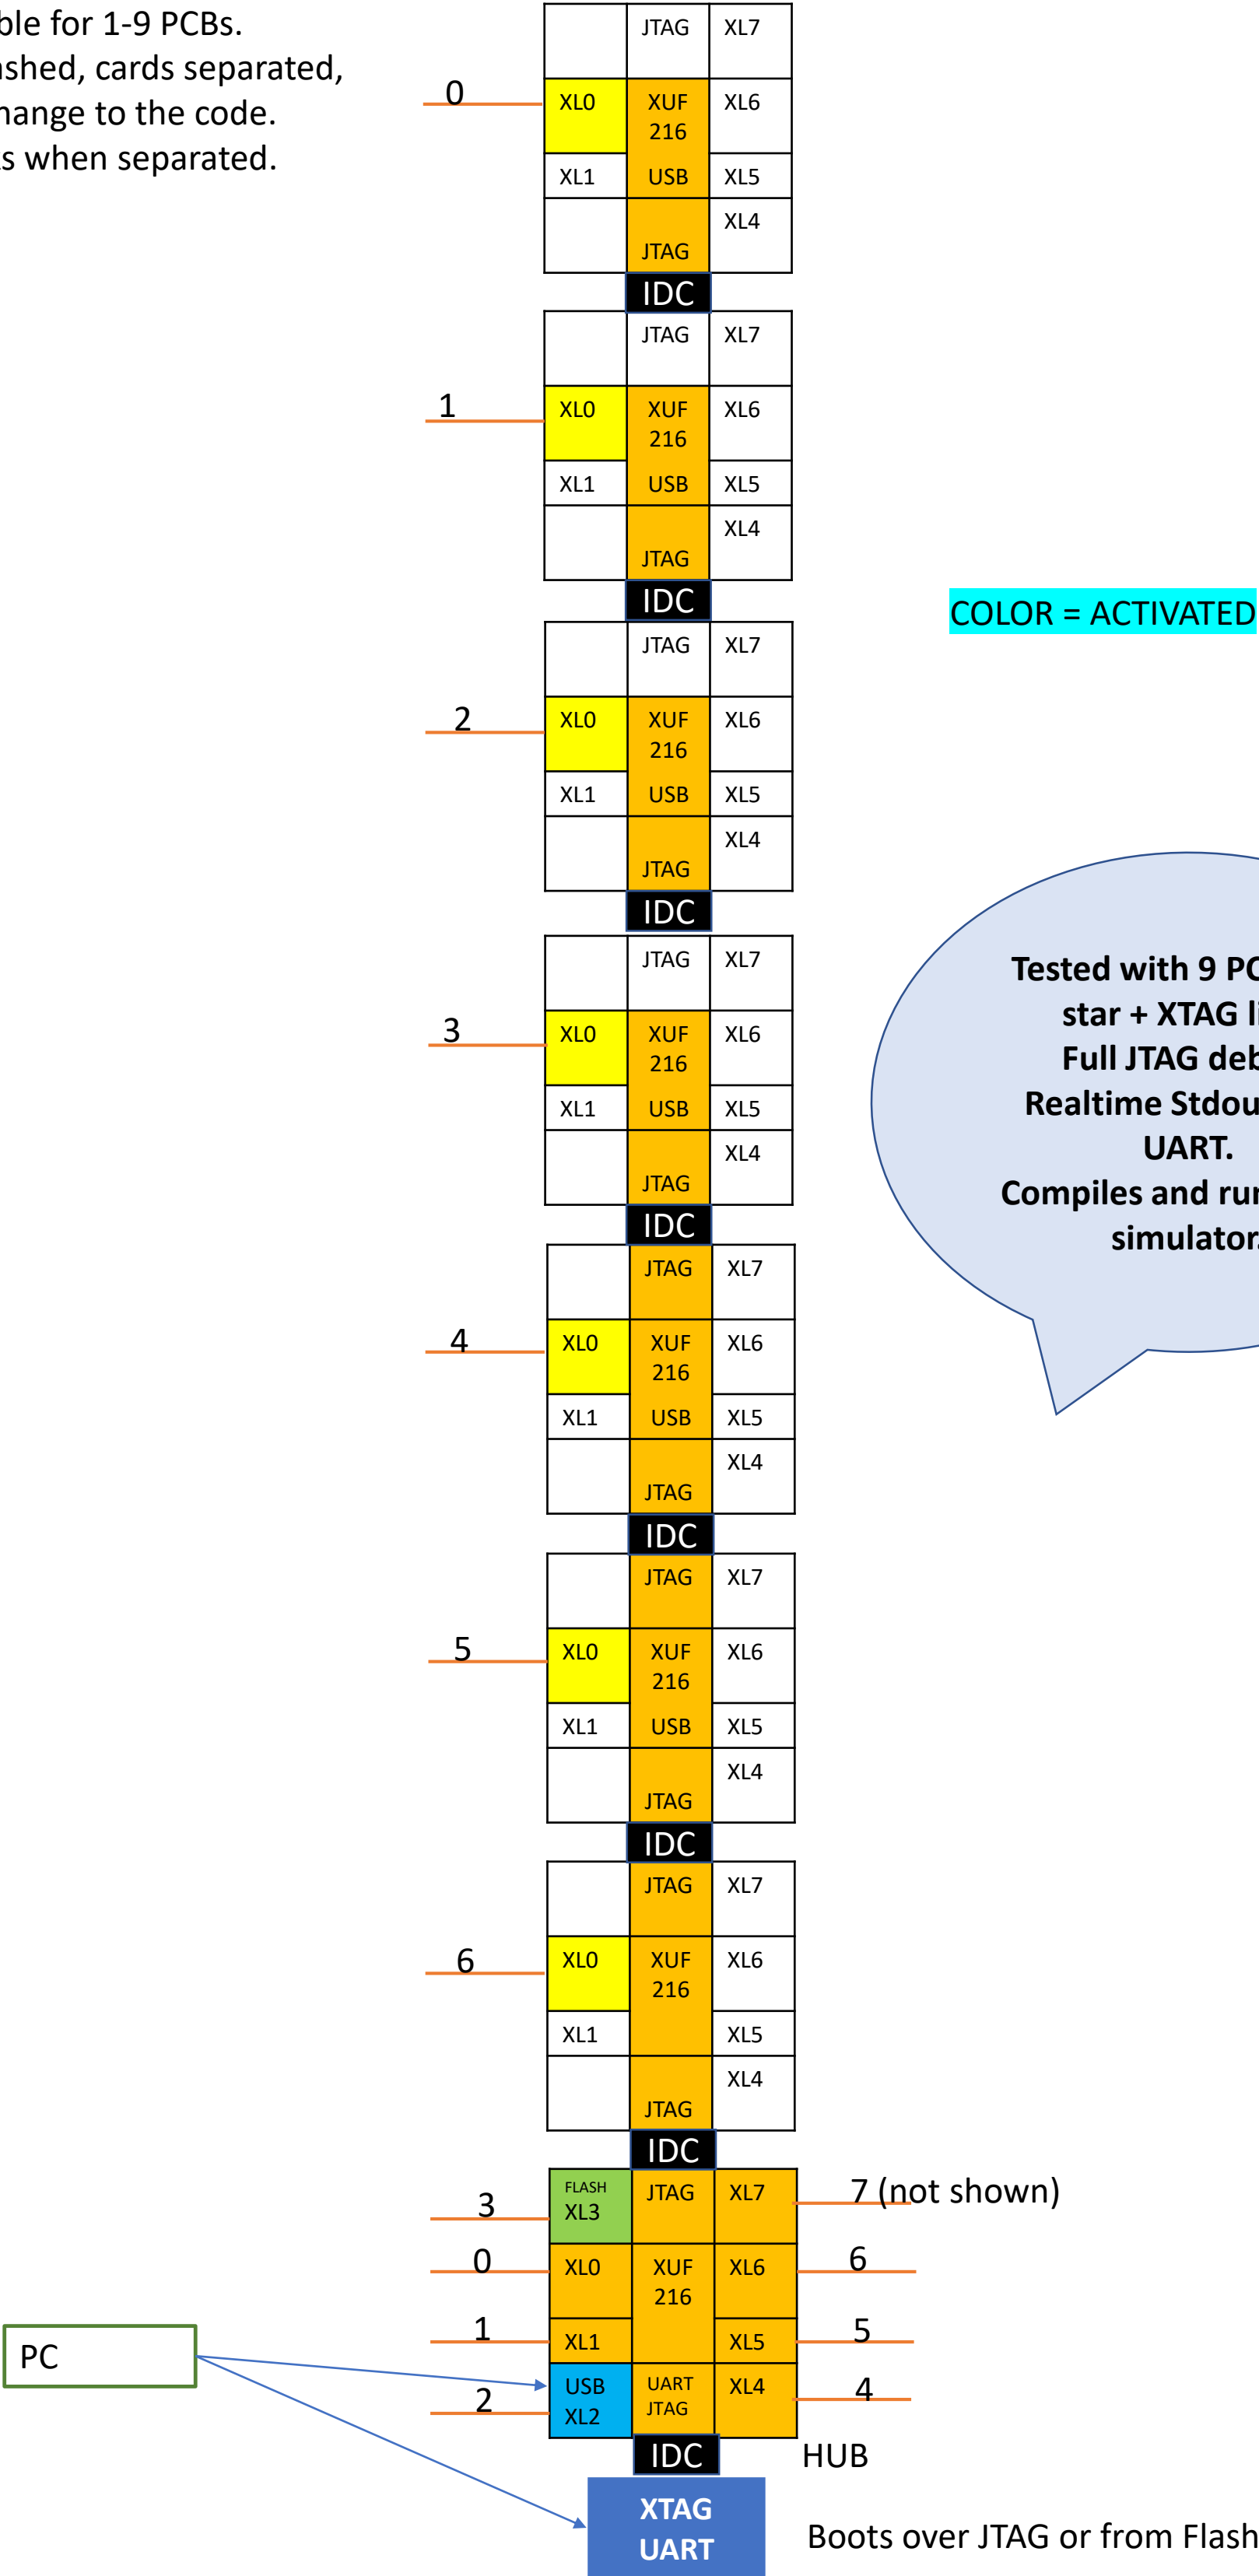 ble for 1-9 PCBs.
shed, cards separated,
hange to the code.
s when separated.
JTAG XL7
0 XL0 XUF 216 XL6
XL1 USB XL5
JTAG XL4
IDC
JTAG XL7
1 XL0 XUF 216 XL6
XL1 USB XL5
JTAG XL4
IDC
COLOR = ACTIVATED
JTAG XL7
2 XL0 XUF 216 XL6
XL1 USB XL5
JTAG XL4
IDC
Tested with 9 PC
star + XTAG li
Full JTAG deb
Realtime Stdou
UART.
Compiles and run
simulator.
JTAG XL7
3 XL0 XUF 216 XL6
XL1 USB XL5
JTAG XL4
IDC
JTAG XL7
4 XL0 XUF 216 XL6
XL1 USB XL5
JTAG XL4
IDC
JTAG XL7
5 XL0 XUF 216 XL6
XL1 USB XL5
JTAG XL4
IDC
JTAG XL7
6 XL0 XUF 216 XL6
XL1 XL5
JTAG XL4
IDC
3 FLASH XL3 JTAG XL7 7 (not shown)
0 XL0 XUF 216 XL6 6
1 XL1 XL5 5
PC
2 USB XL2 UART JTAG XL4 4
IDC HUB
XTAG
UART
Boots over JTAG or from Flash